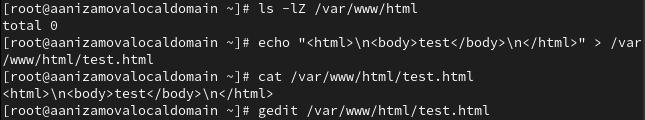 [root@aanizamovalocaldomain ~]# ls -lZ /var/www/html
total 0
[root@aanizamovalocaldomain ~]# echo "<html>\n<body>test</body>\n</html>" > /var
/www/html/test.html
[root@aanizamovalocaldomain ~]# cat /var/www/html/test.html
<html>\n<body>test</body>\n</html>
[root@aanizamovalocaldomain ~]# gedit /var/www/html/test.html